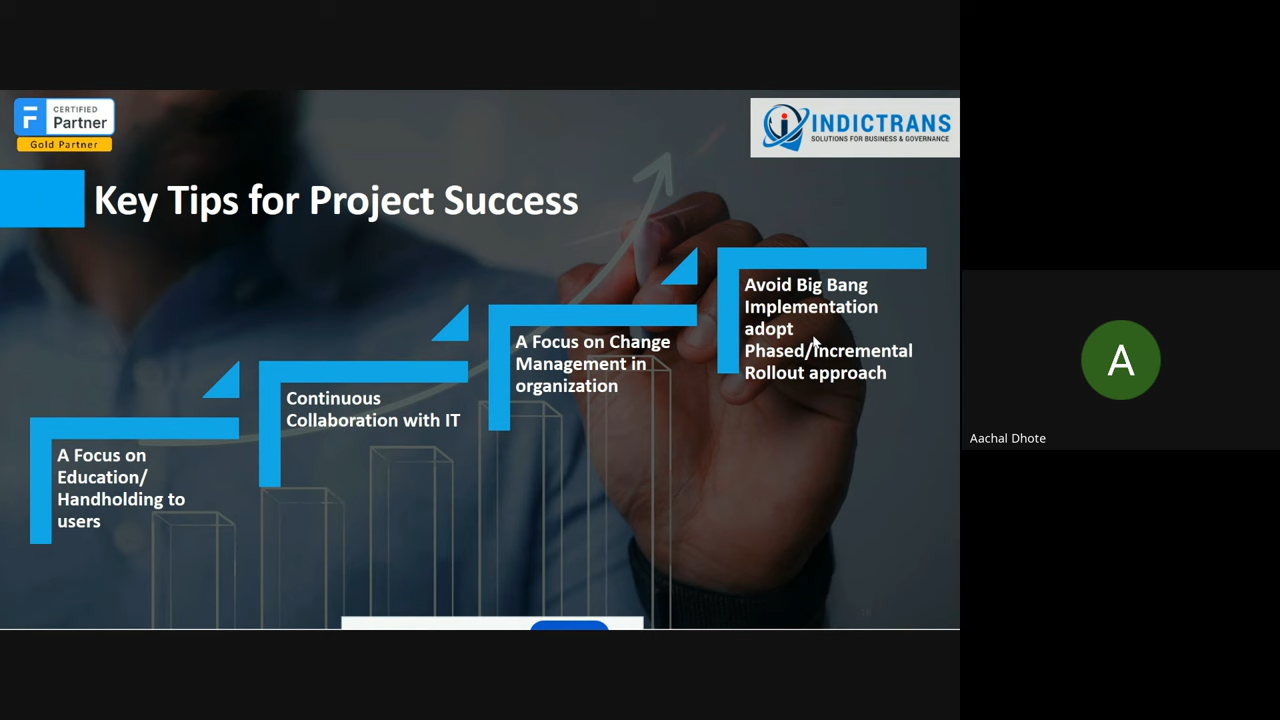 F CERTIFIED
Partner
Gold Partner
INDICTRANS
SOLUTIONS FOR BUSINESS & GOVERNANCE
Key Tips for Project Success
A Focus on
Education/
Handholding to
users
Continuous
Collaboration with IT
A Focus on Change
Management in
organization
Avoid Big Bang
Implementation
adopt
Phased/Incremental
Rollout approach
A
Aachal Dhote